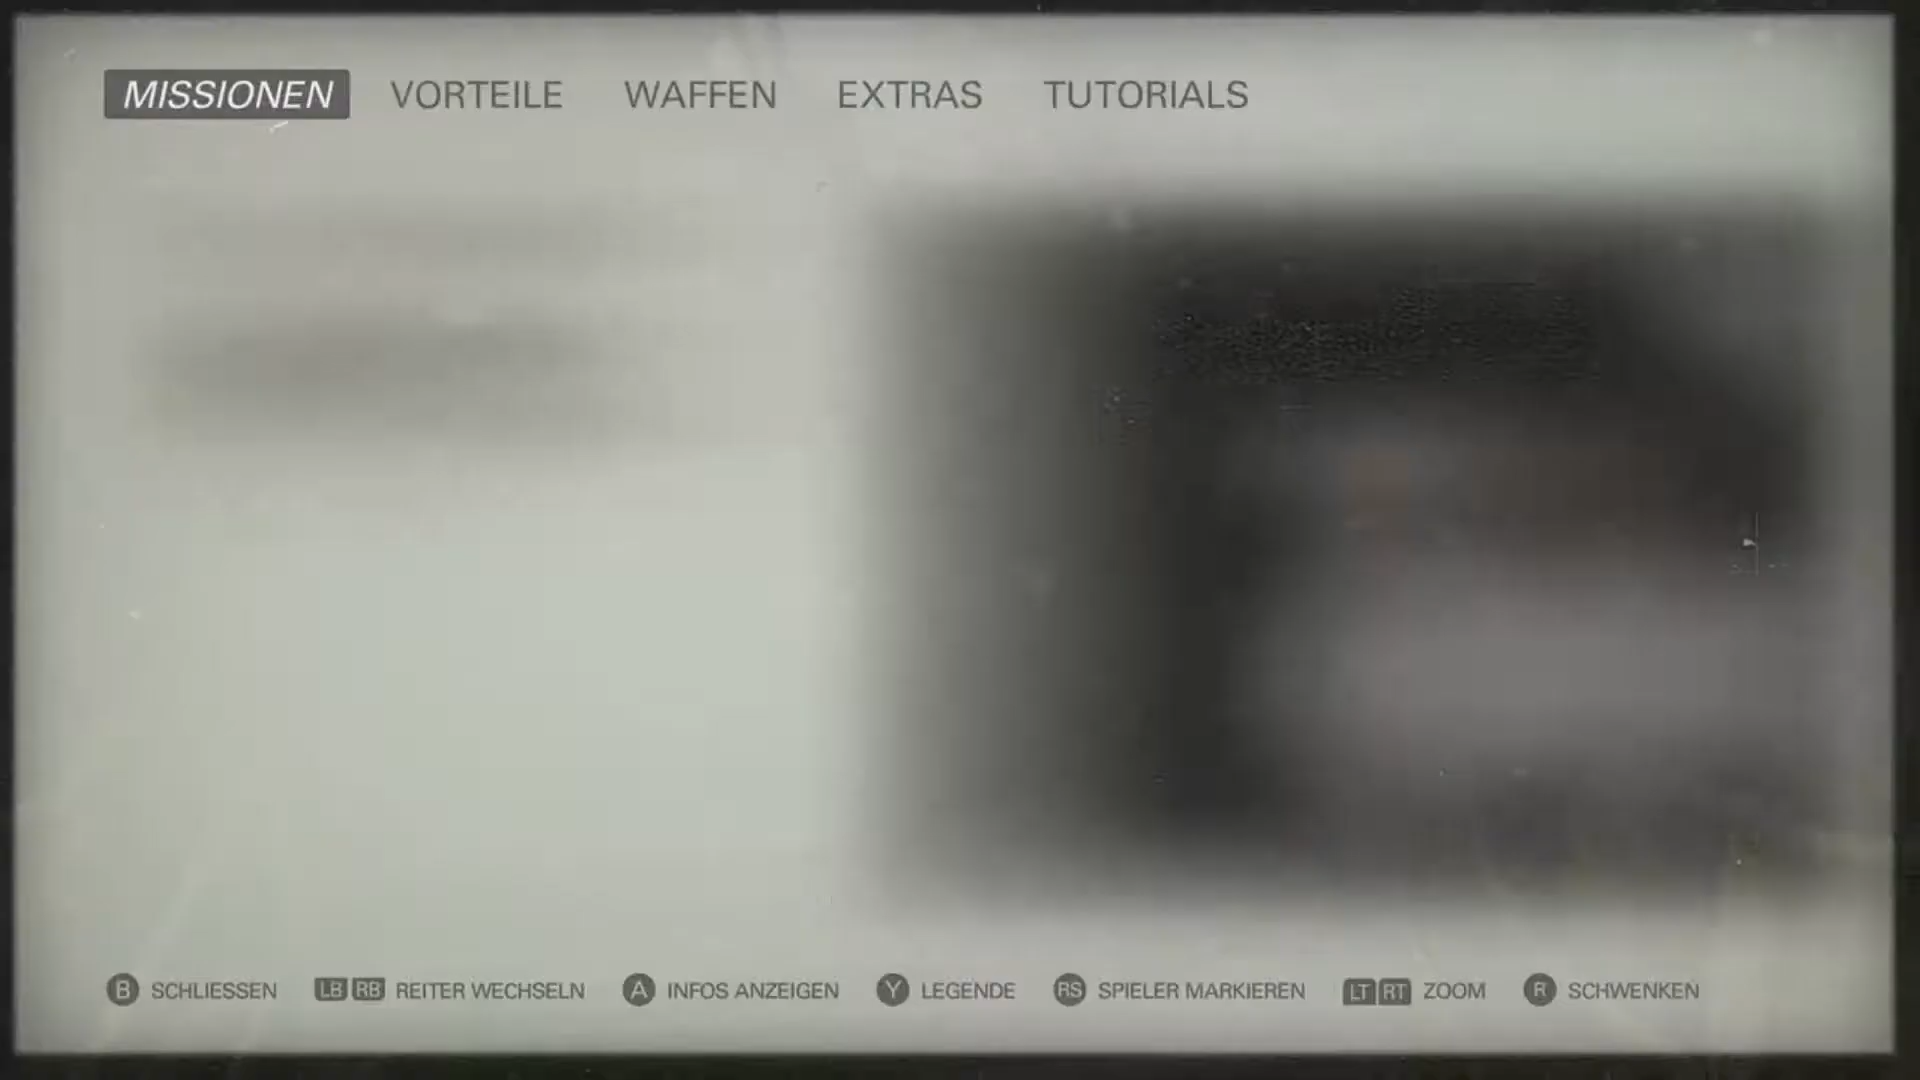 MISSIONEN VORTEILE WAFFEN EXTRAS TUTORIALS
B SCHLIESSEN LB RB REITER WECHSELN A INFOS ANZEIGEN Y LEGENDE RS SPIELER MARKIEREN LT RT ZOOM R SCHWENKEN